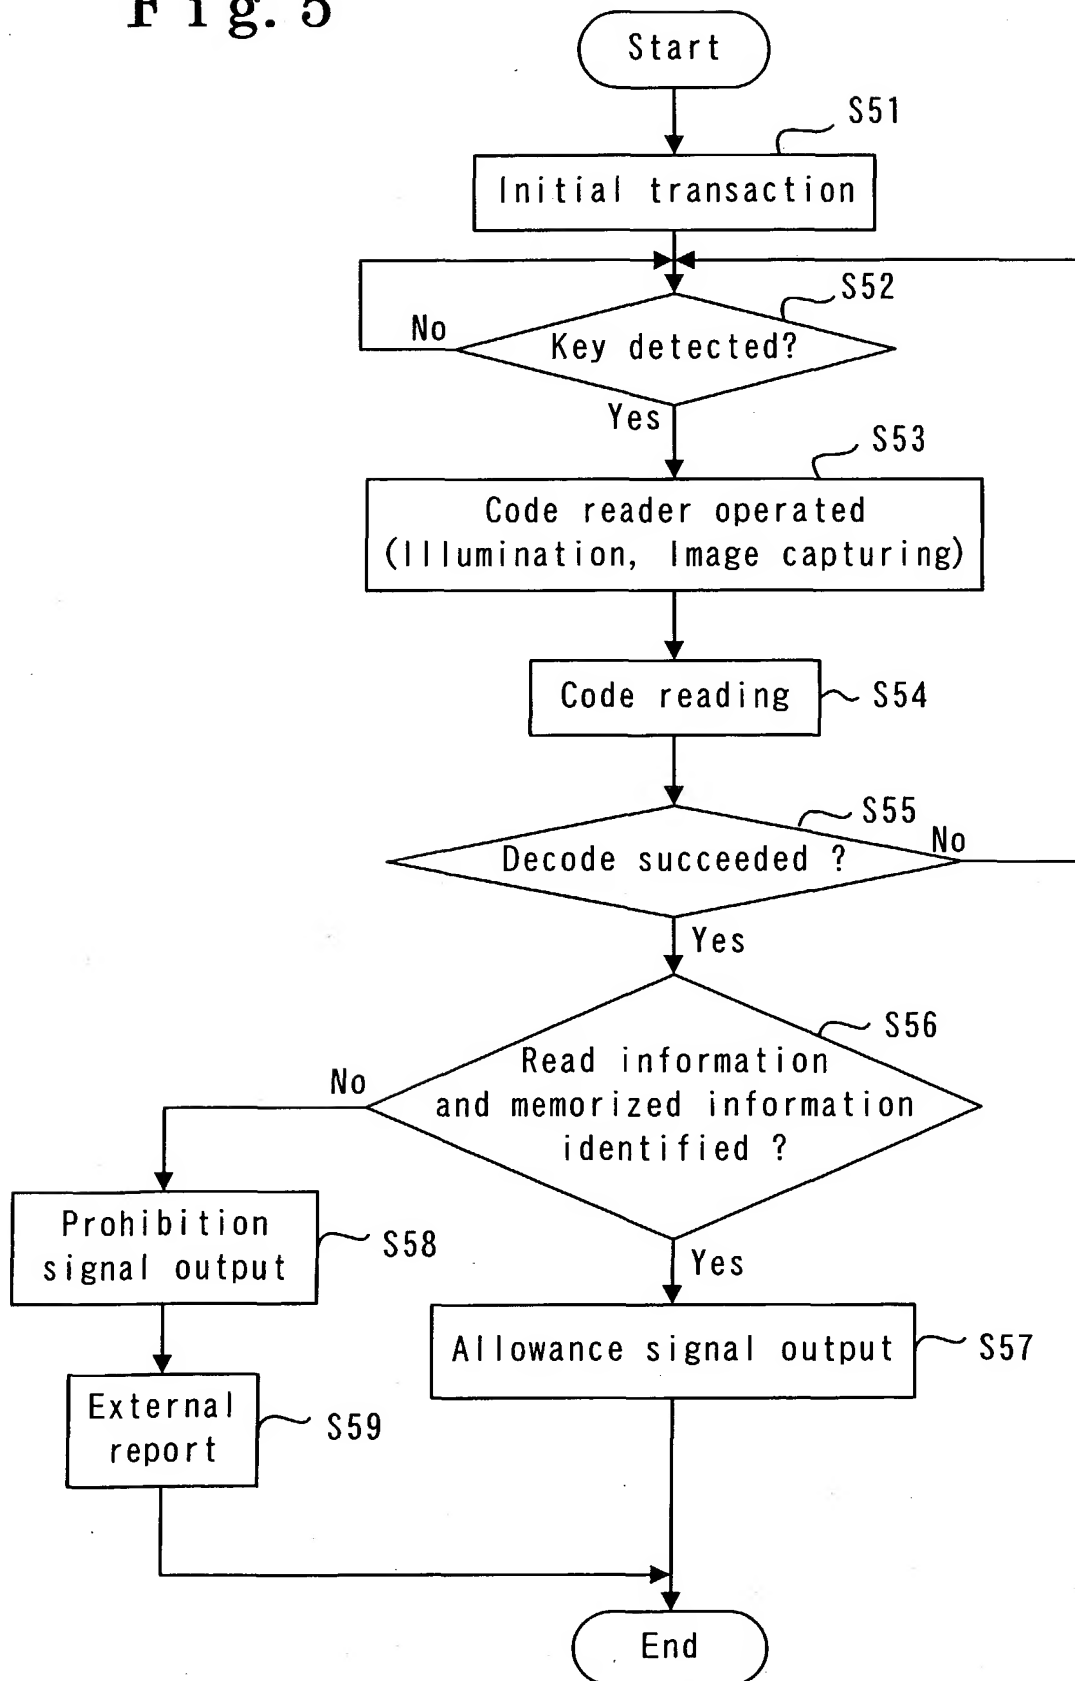 Fig. 5
Start
S51
Initial transaction
S52
No
Key detected?
Yes
S53
Code reader operated
(Illumination, Image capturing)
Code reading
S54
S55
No
Decode succeeded ?
Yes
S56
Read information
and memorized information
identified ?
No
Prohibition
signal output
S58
Yes
Allowance signal output
S57
External
report
S59
End